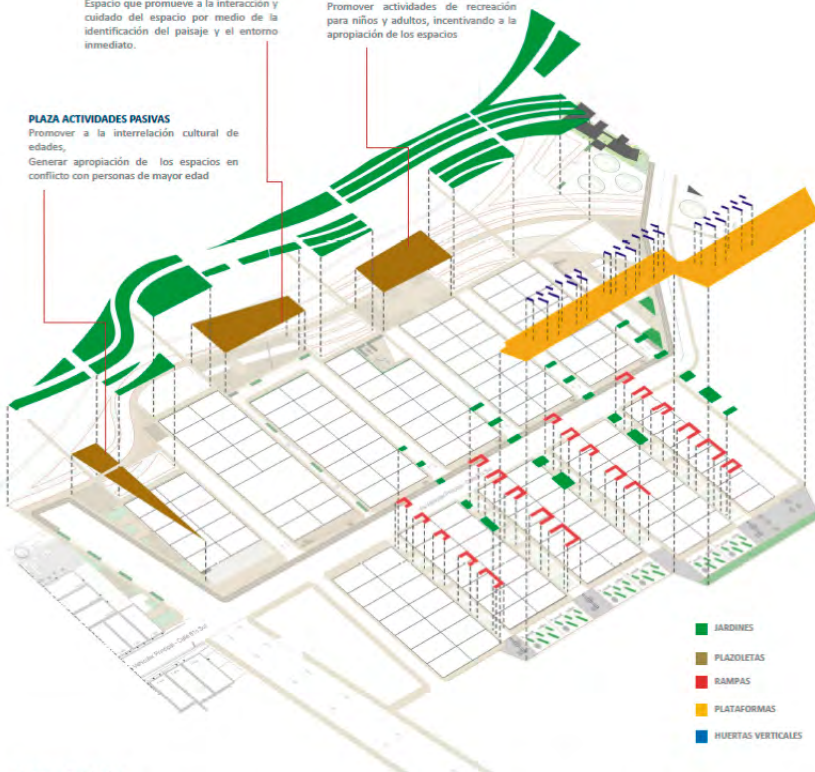 Espacio que promueve a la interacción y
cuidado del espacio por medio de la
identificación del paisaje y el entorno
inmediato.
Promover actividades de recreación
para niños y adultos, incentivando a la
apropiación de los espacios
PLAZA ACTIVIDADES PASIVAS
Promover a la interrelación cultural de
edades,
Generar apropiación de los espacios en
conflicto con personas de mayor edad
JARDINES
PLAZOLETAS
RAMPAS
PLATAFORMAS
HUERTAS VERTICALES